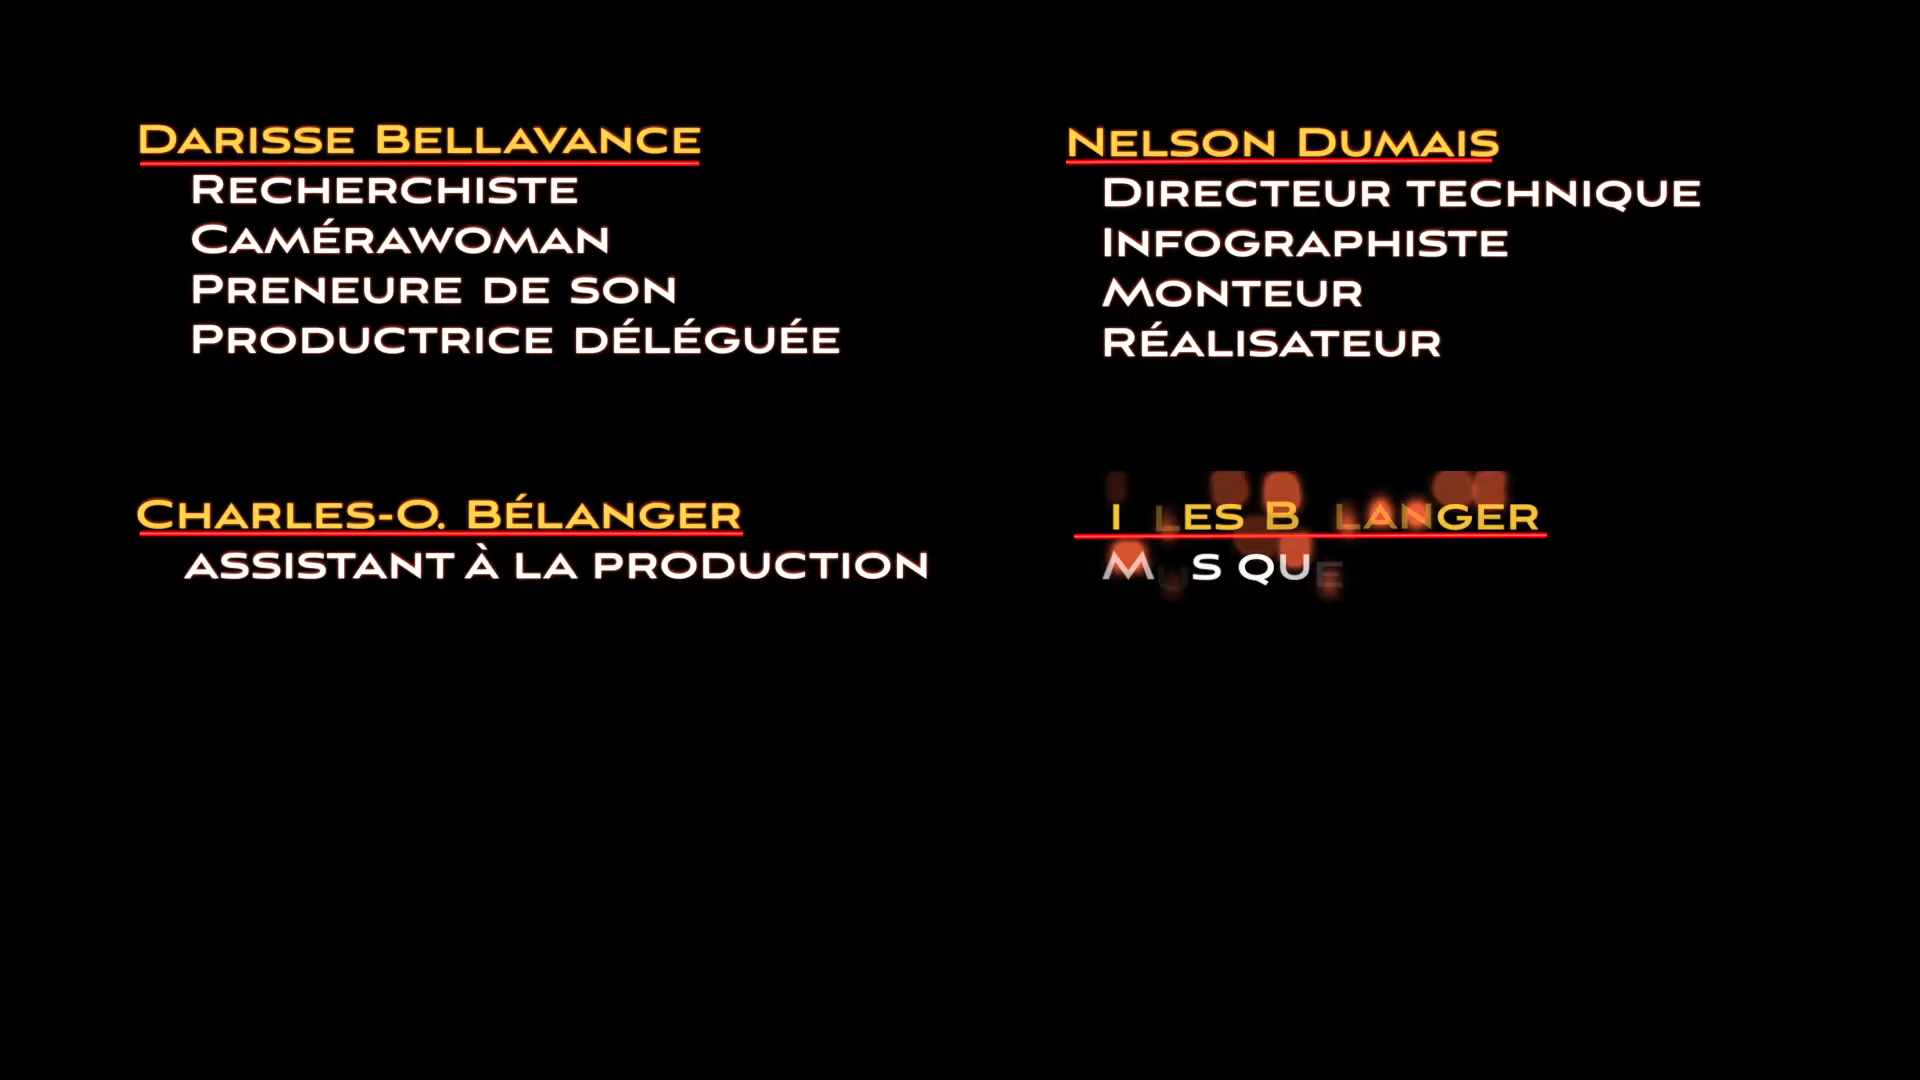 Darisse Bellavance
Recherchiste
Camérawoman
Preneure de son
Productrice déléguée
Nelson Dumais
Directeur technique
Infographiste
Monteur
Réalisateur
Charles-O. Bélanger
assistant à la production